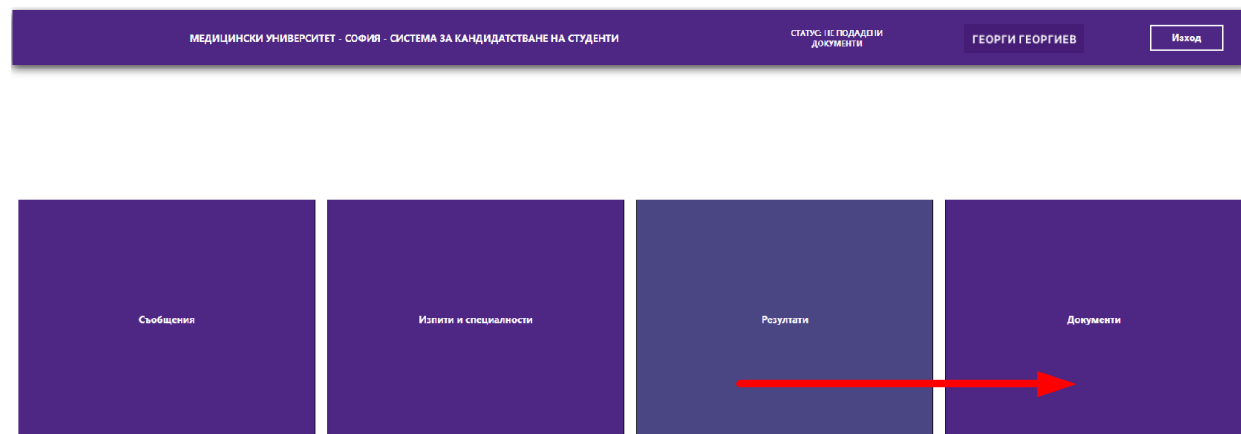 МЕДИЦИНСКИ УНИВЕРСИТЕТ - СОФИЯ - СИСТЕМА ЗА КАНДИДАТСТВАНЕ НА СТУДЕНТИ
СТАТУС: НЕ ПОДАДЕНИ
ДОКУМЕНТИ
ГЕОРГИ ГЕОРГИЕВ
Изход
Съобщения
Изпити и специалности
Резултати
Документи